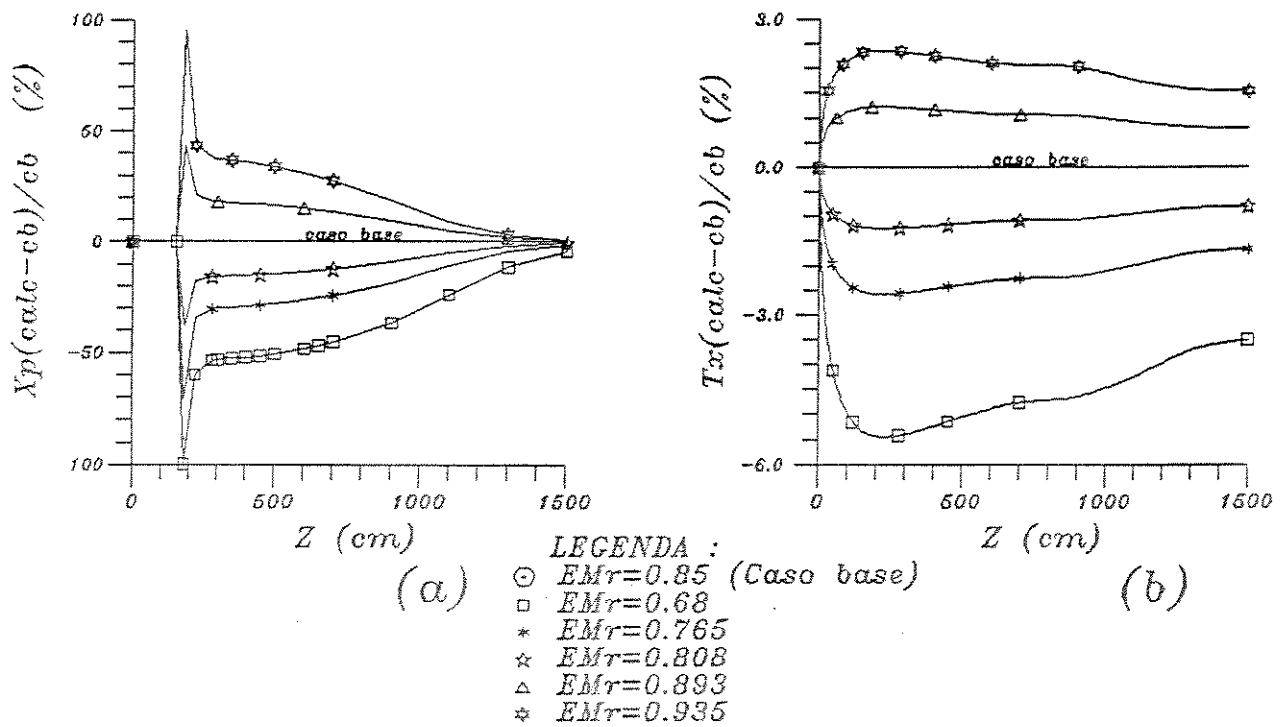 Xp(calc-cb)/cb (%)
100
50
0
-50
100
caso base
0
500
1000
1500
Z (cm)
(a)
Tx(calc-cb)/cb (%)
3.0
0.0
-3.0
-6.0
caso base
0
500
1000
1500
Z (cm)
(b)
LEGENDA :
EMr=0.85 (Caso base)
EMr=0.68
EMr=0.765
EMr=0.808
EMr=0.893
EMr=0.935